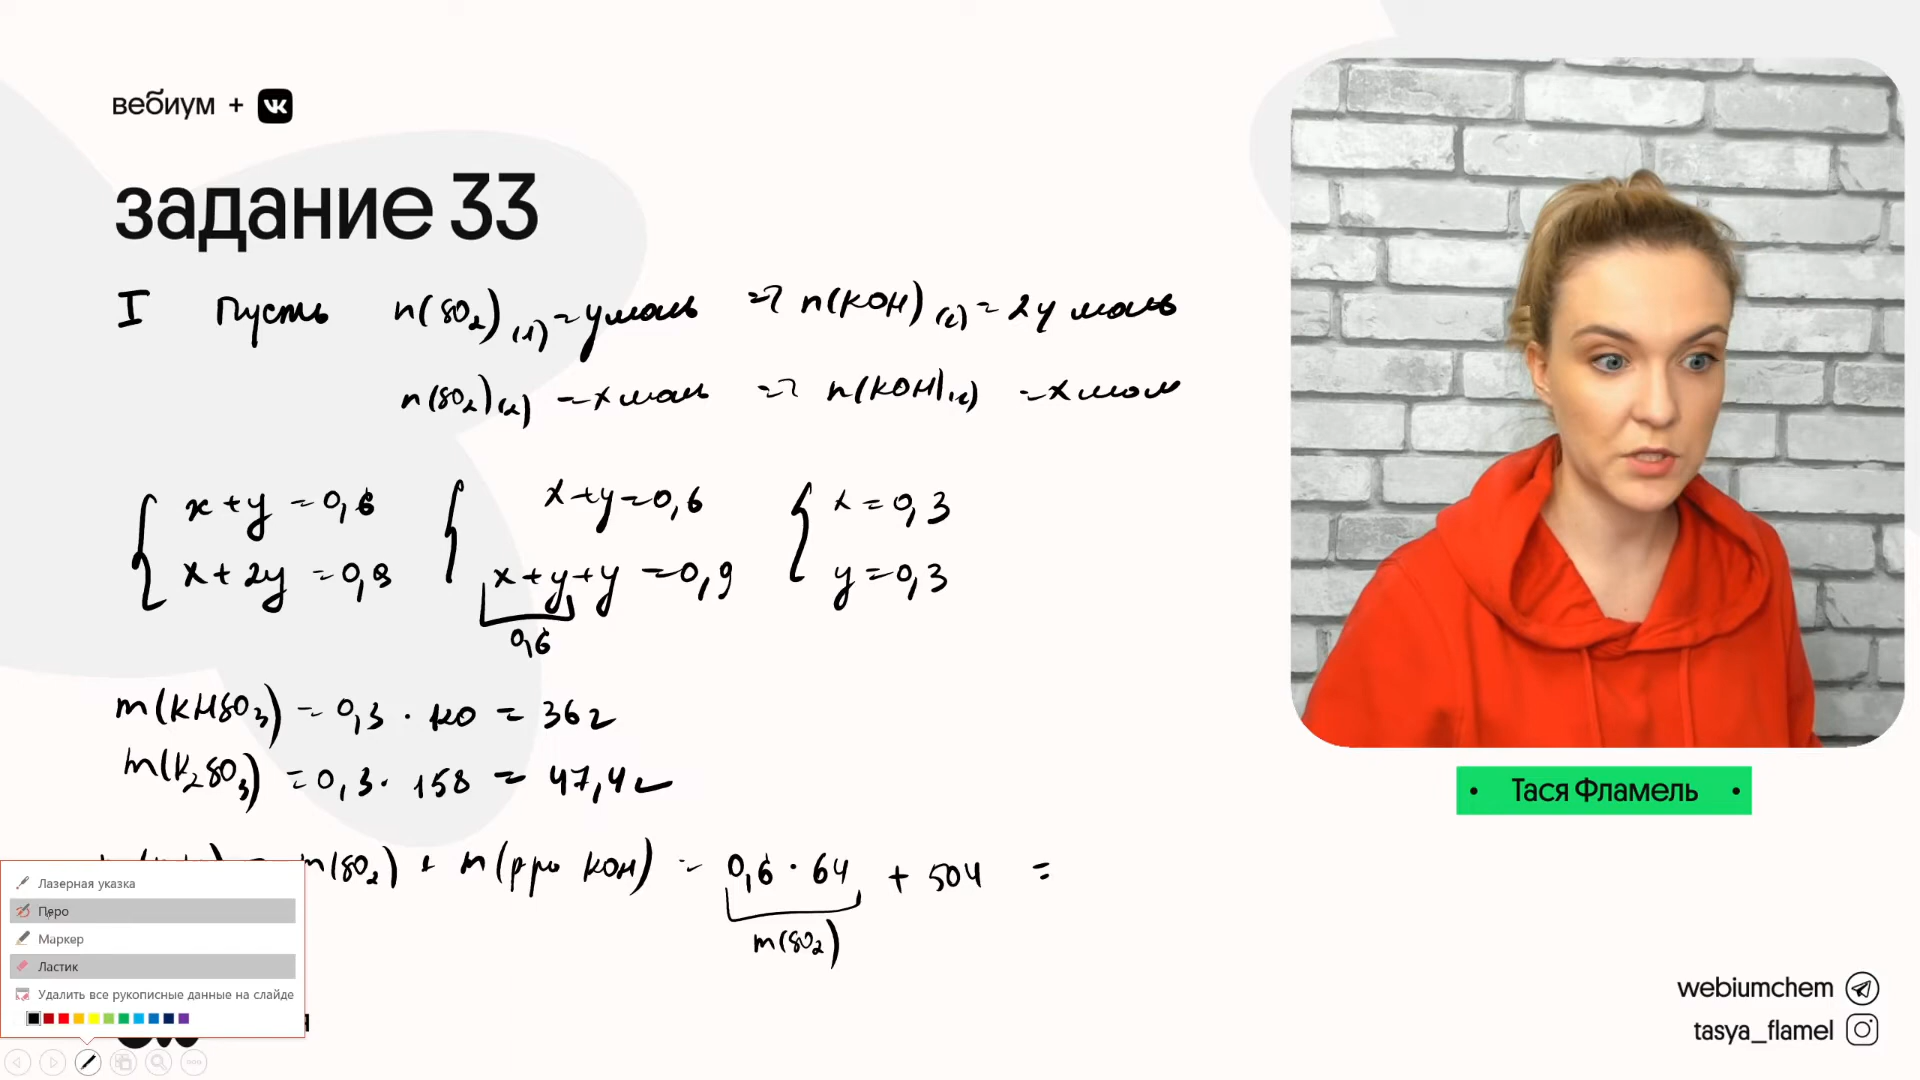 вебиум +
задание 33
I Пусть n(SO₂)(1) = y моль => n(KOH)(1) = 2y моль
n(SO₂)(2) = x моль => n(KOH)(2) = x моль
x + y = 0,6 x + y = 0,6 x = 0,3
x + 2y = 0,9 x + y + y = 0,9 y = 0,3
0,6
m(KHSO₃) = 0,3 · 120 = 36 г
m(K₂SO₃) = 0,3 · 158 = 47,4 г
m(SO₂) + m(р-ра KOH) = 0,6 · 64 + 504 =
m(SO₂)
Лазерная указка
Перо
Маркер
Ластик
Удалить все рукописные данные на слайде
• Тася Фламель •
webiumchem
tasya_flamel